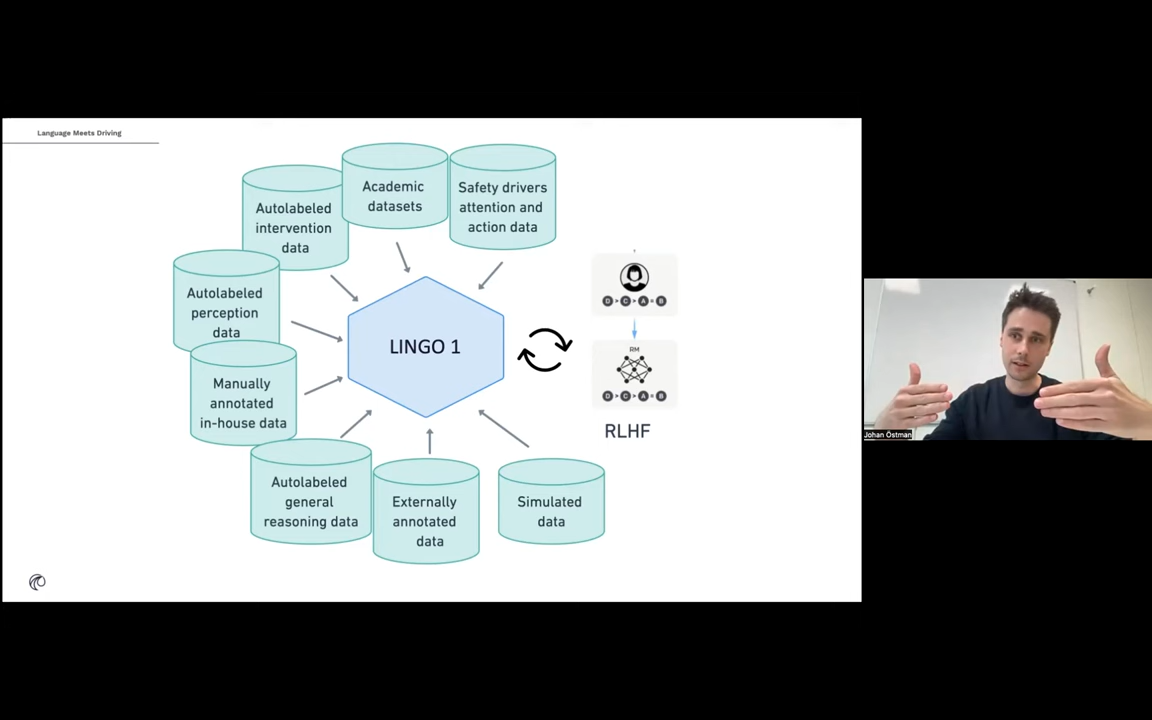 Language Meets Driving
Academic
datasets
Safety drivers
attention and
action data
Autolabeled
intervention
data
Autolabeled
perception
data
Manually
annotated
in-house data
Autolabeled
general
reasoning data
Externally
annotated
data
Simulated
data
LINGO 1
D > C > A = B
RM
D > C > A = B
RLHF
Johan Östman